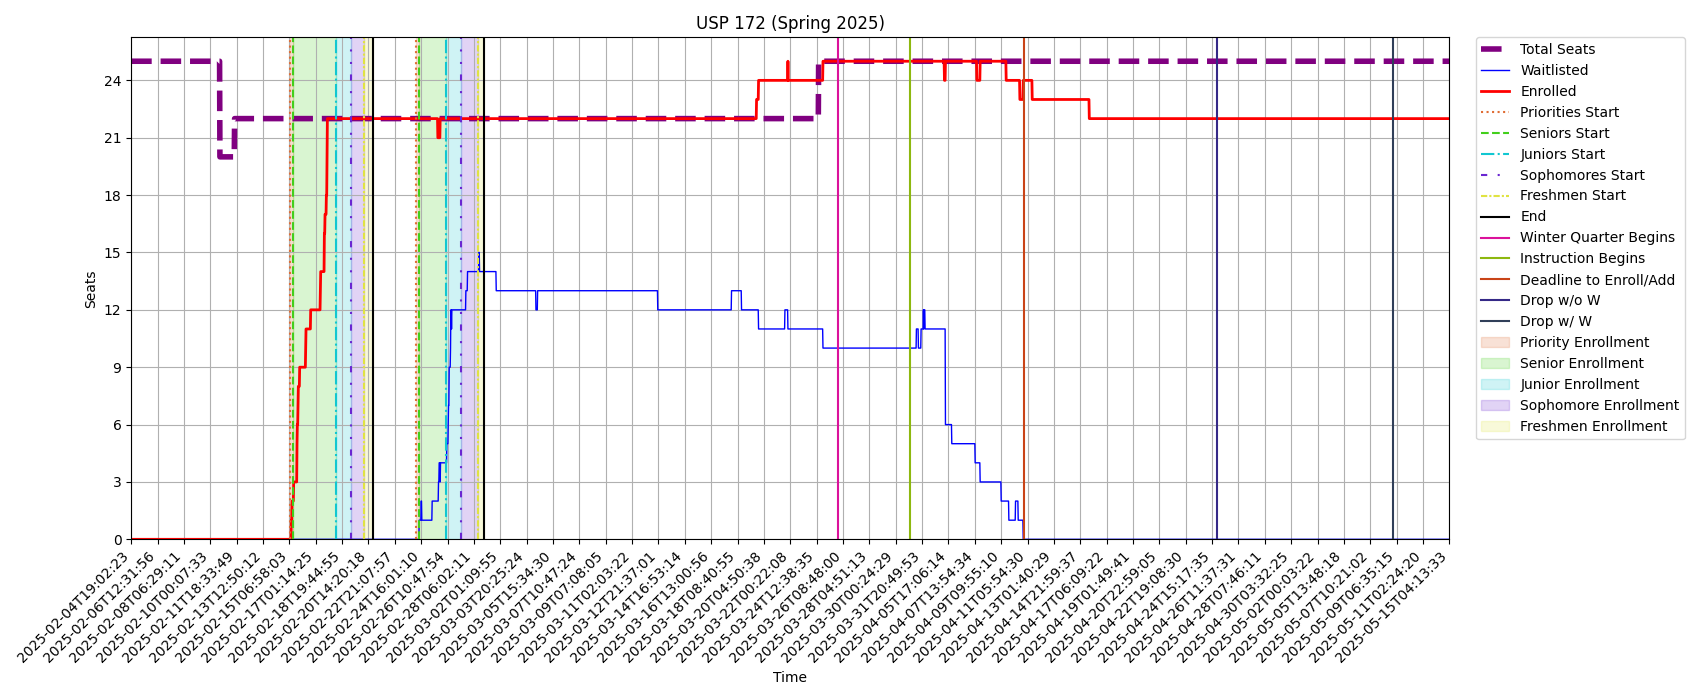 USP 172 (Spring 2025)
Seats
24
21
18
15
12
9
6
3
0
2025-02-04T19:02:23
2025-02-06T12:31:56
2025-02-08T06:29:11
2025-02-10T00:07:33
2025-02-11T18:33:49
2025-02-13T12:50:12
2025-02-15T06:58:03
2025-02-17T01:14:25
2025-02-18T19:44:55
2025-02-20T14:20:18
2025-02-22T21:07:57
2025-02-24T16:01:10
2025-02-26T10:47:54
2025-02-28T06:02:11
2025-03-02T01:09:55
2025-03-03T20:25:24
2025-03-05T15:34:30
2025-03-07T10:47:24
2025-03-09T07:08:05
2025-03-11T02:03:22
2025-03-12T21:37:01
2025-03-14T16:53:14
2025-03-16T13:00:56
2025-03-18T08:40:55
2025-03-20T04:50:38
2025-03-22T00:22:08
2025-03-24T12:38:35
2025-03-26T08:48:00
2025-03-28T04:51:13
2025-03-30T00:24:29
2025-03-31T20:49:53
2025-04-05T17:06:14
2025-04-07T13:54:34
2025-04-09T09:55:10
2025-04-11T05:54:30
2025-04-13T01:40:29
2025-04-14T21:59:37
2025-04-17T06:09:22
2025-04-19T01:49:41
2025-04-20T22:59:05
2025-04-22T19:08:30
2025-04-24T15:17:35
2025-04-26T11:37:31
2025-04-28T07:46:11
2025-04-30T03:32:25
2025-05-02T00:03:22
2025-05-05T13:48:18
2025-05-07T10:21:02
2025-05-09T06:35:15
2025-05-11T02:24:20
2025-05-15T04:13:33
Time
Total Seats
Waitlisted
Enrolled
Priorities Start
Seniors Start
Juniors Start
Sophomores Start
Freshmen Start
End
Winter Quarter Begins
Instruction Begins
Deadline to Enroll/Add
Drop w/o W
Drop w/ W
Priority Enrollment
Senior Enrollment
Junior Enrollment
Sophomore Enrollment
Freshmen Enrollment